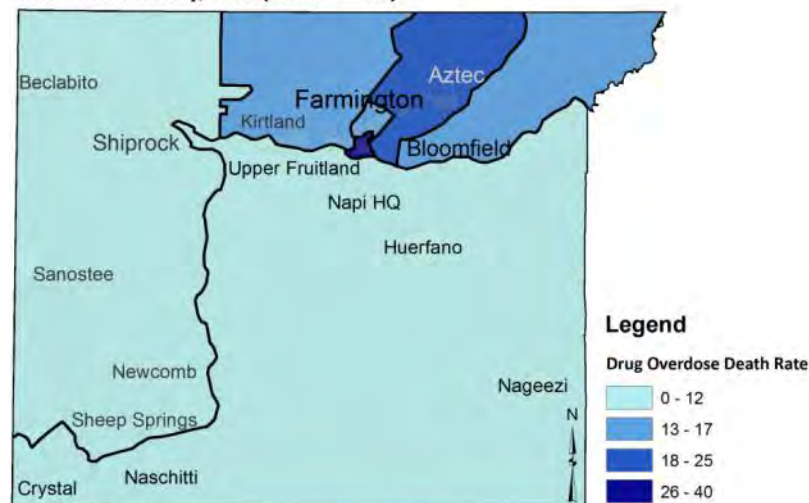 Beclabito
Aztec
Farmington
Kirtland
Shiprock
Bloomfield
Upper Fruitland
Napi HQ
Huerfano
Sanostee
Newcomb
Nageezi
Sheep Springs
Naschitti
Crystal
N
Legend
Drug Overdose Death Rate
0 - 12
13 - 17
18 - 25
26 - 40